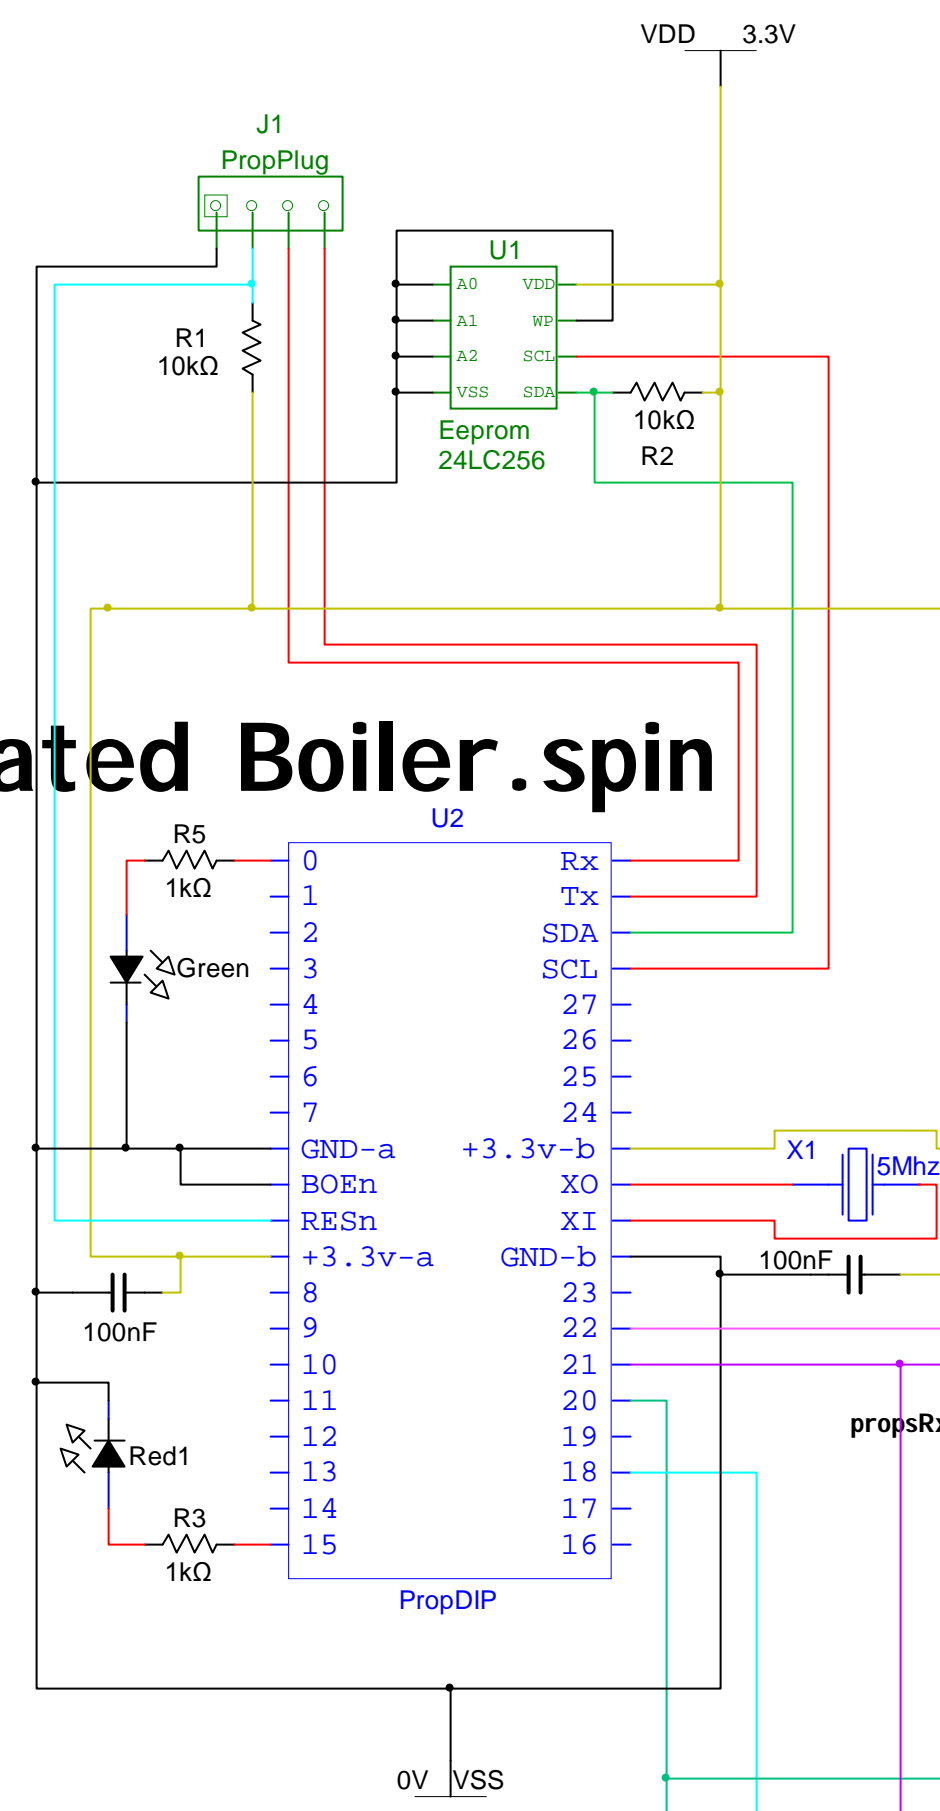 VDD 3.3V
J1
PropPlug
U1
A0 VDD
A1 WP
A2 SCL
VSS SDA
R1
10kΩ
10kΩ
R2
Eeprom
24LC256
ated Boiler.spin
U2
R5
1kΩ
Green
0 Rx
1 Tx
2 SDA
3 SCL
4 27
5 26
6 25
7 24
GND-a +3.3v-b
BOEn XO
RESn XI
+3.3v-a GND-b
8 23
9 22
10 21
11 20
12 19
13 18
14 17
15 16
X1
5Mhz
100nF
100nF
propsRx
Red1
R3
1kΩ
PropDIP
0V VSS